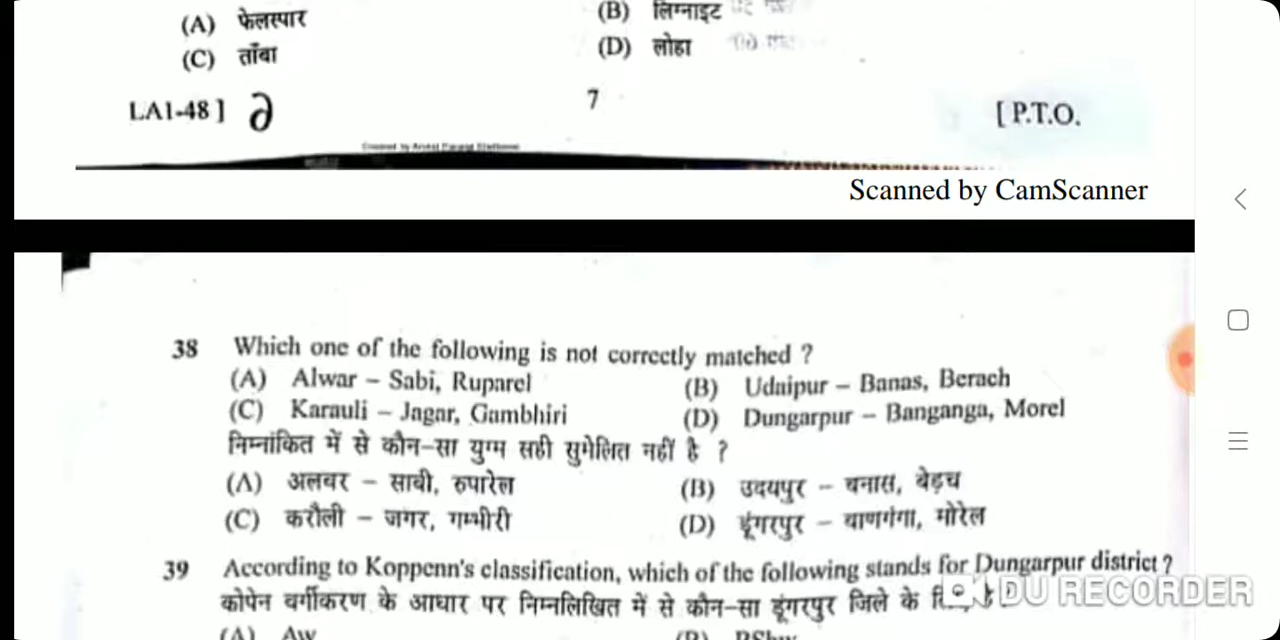 (A) फेलस्पार (B) लिग्नाइट
(C) ताँबा (D) लोहा
LA1-48 ] 7 [ P.T.O.
Scanned by CamScanner
38 Which one of the following is not correctly matched ?
(A) Alwar – Sabi, Ruparel (B) Udaipur – Banas, Berach
(C) Karauli – Jagar, Gambhiri (D) Dungarpur – Banganga, Morel
निम्नांकित में से कौन-सा युग्म सही सुमेलित नहीं है ?
(A) अलवर – साबी, रुपारेल (B) उदयपुर – बनास, बेड़च
(C) करौली – जगर, गम्भीरी (D) डूंगरपुर – बाणगंगा, मोरेल
39 According to Koppenn's classification, which of the following stands for Dungarpur district ?
कोपेन वर्गीकरण के आधार पर निम्नलिखित में से कौन-सा डूंगरपुर जिले के
DU RECORDER
(A) Aw (B) BShw